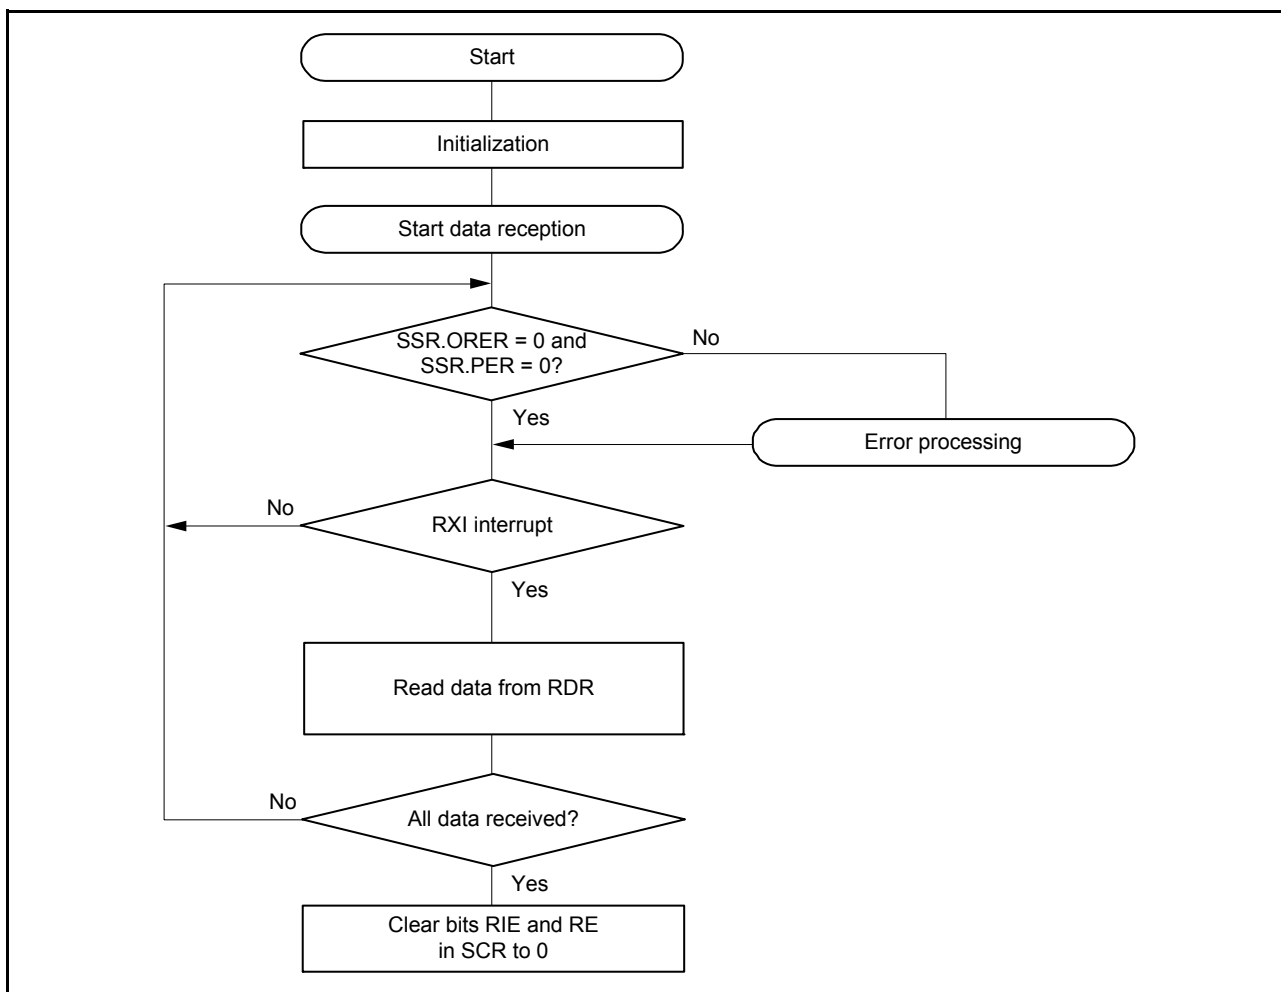 Start
Initialization
Start data reception
SSR.ORER = 0 and
SSR.PER = 0?
No
Yes
Error processing
No
RXI interrupt
Yes
Read data from RDR
No
All data received?
Yes
Clear bits RIE and RE
in SCR to 0